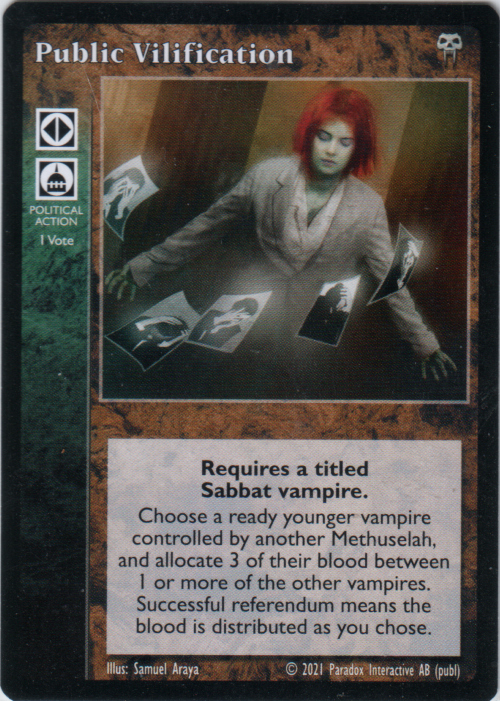 Public Vilification
POLITICAL
ACTION
1 Vote
Requires a titled
Sabbat vampire.
Choose a ready younger vampire
controlled by another Methuselah,
and allocate 3 of their blood between
1 or more of the other vampires.
Successful referendum means the
blood is distributed as you chose.
Illus: Samuel Araya
© 2021 Paradox Interactive AB (publ)